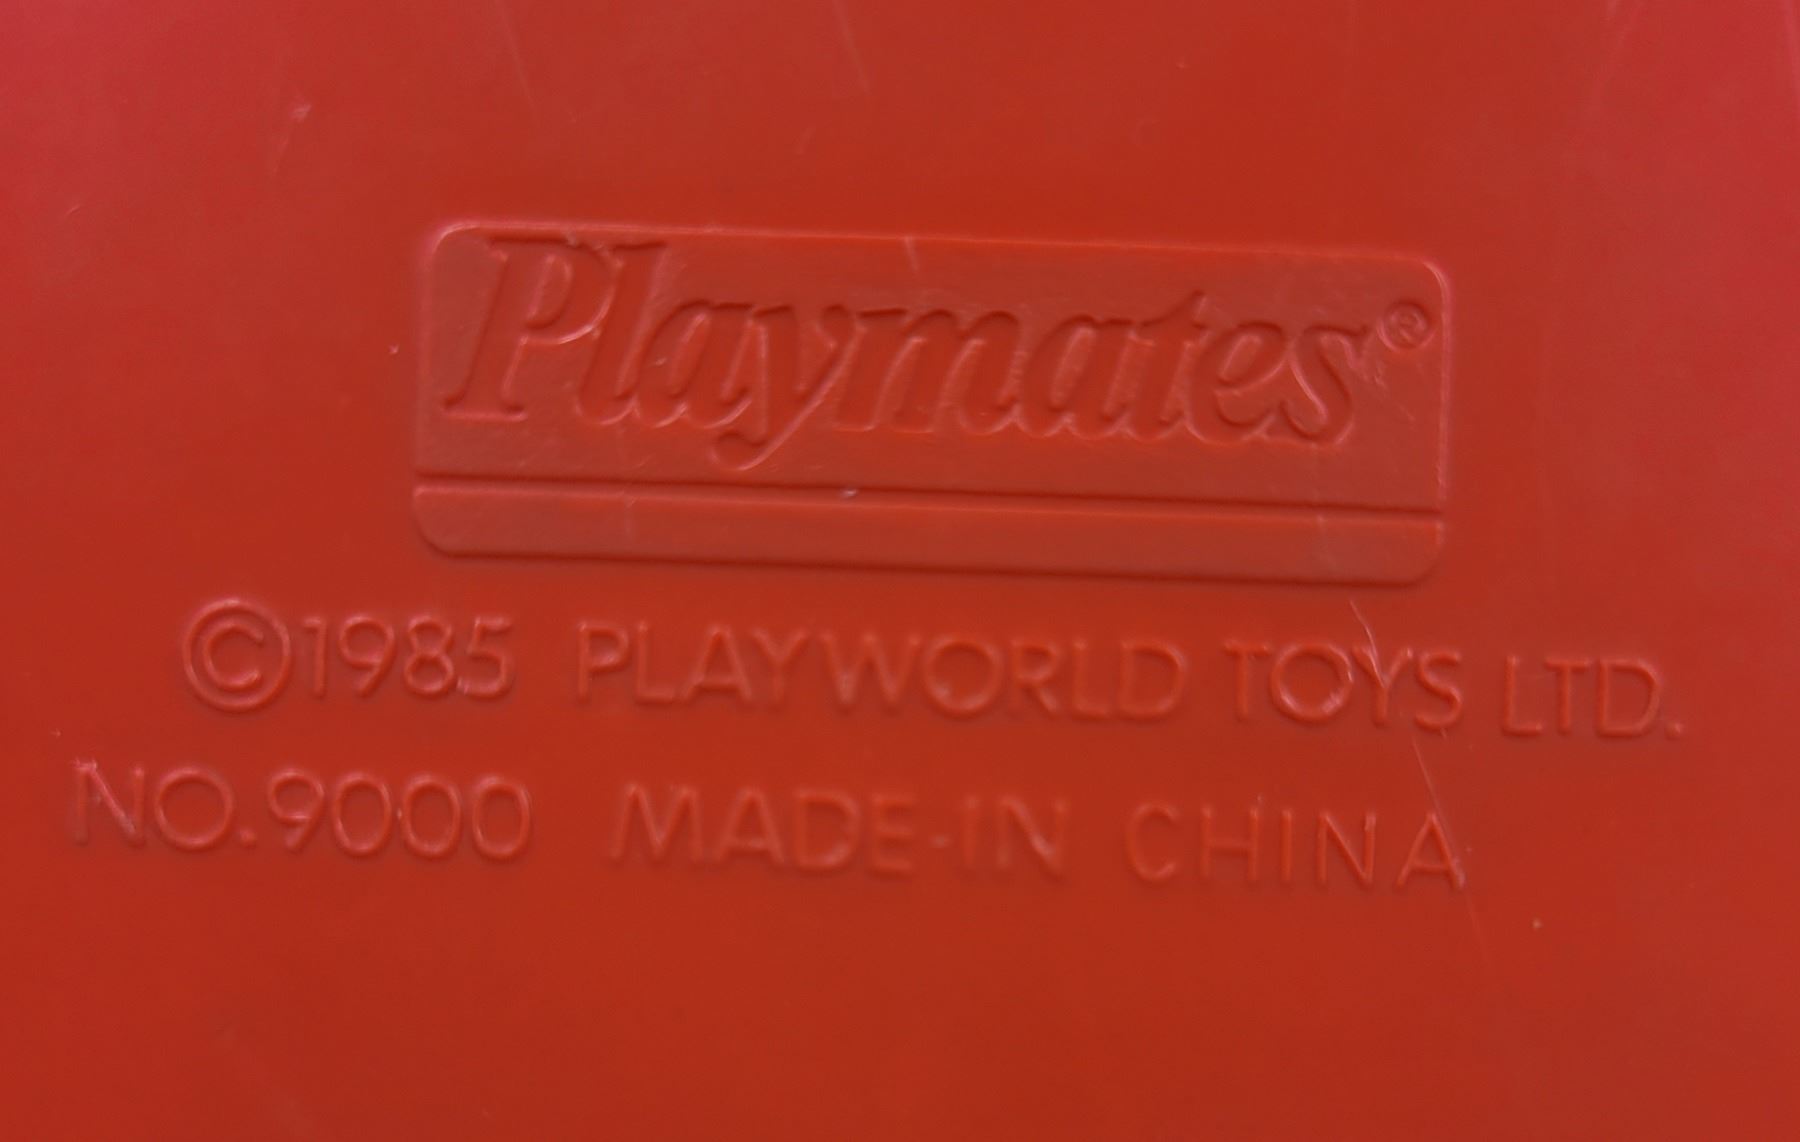 Playmates®
©1985 PLAYWORLD TOYS LTD.
NO.9000 MADE-IN CHINA